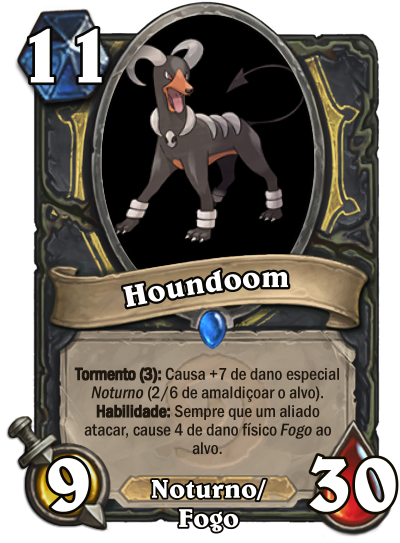 11
Houndoom
Tormento (3): Causa +7 de dano especial
Noturno (2/6 de amaldiçoar o alvo).
Habilidade: Sempre que um aliado
atacar, cause 4 de dano físico Fogo ao
alvo.
9
Noturno/
Fogo
30